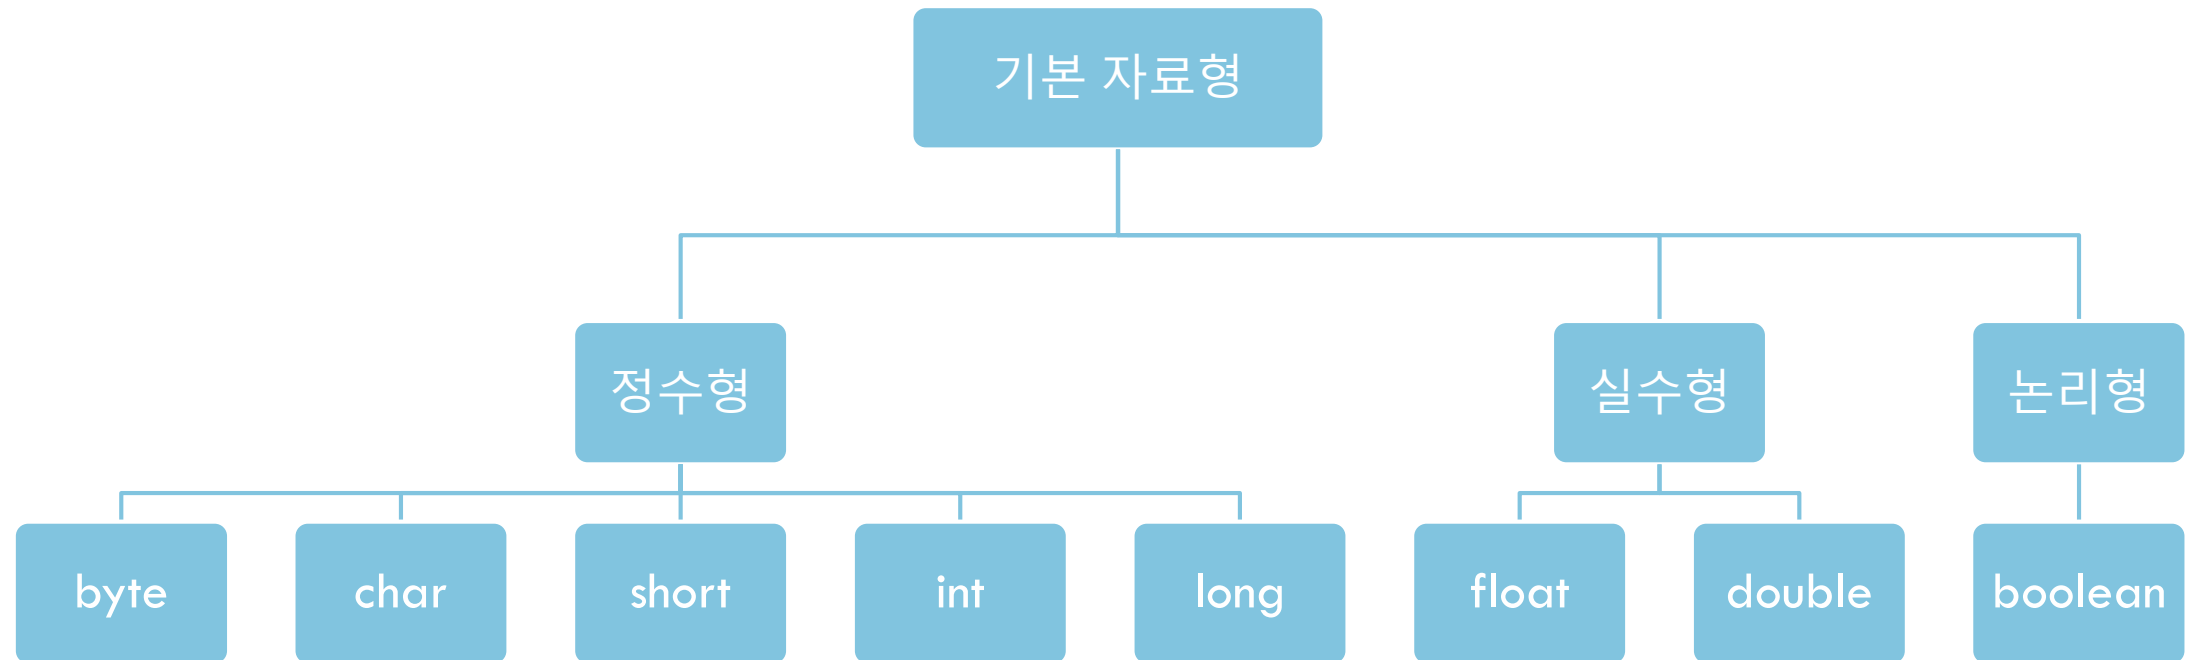 기본 자료형
정수형
실수형
논리형
byte
char
short
int
long
float
double
boolean